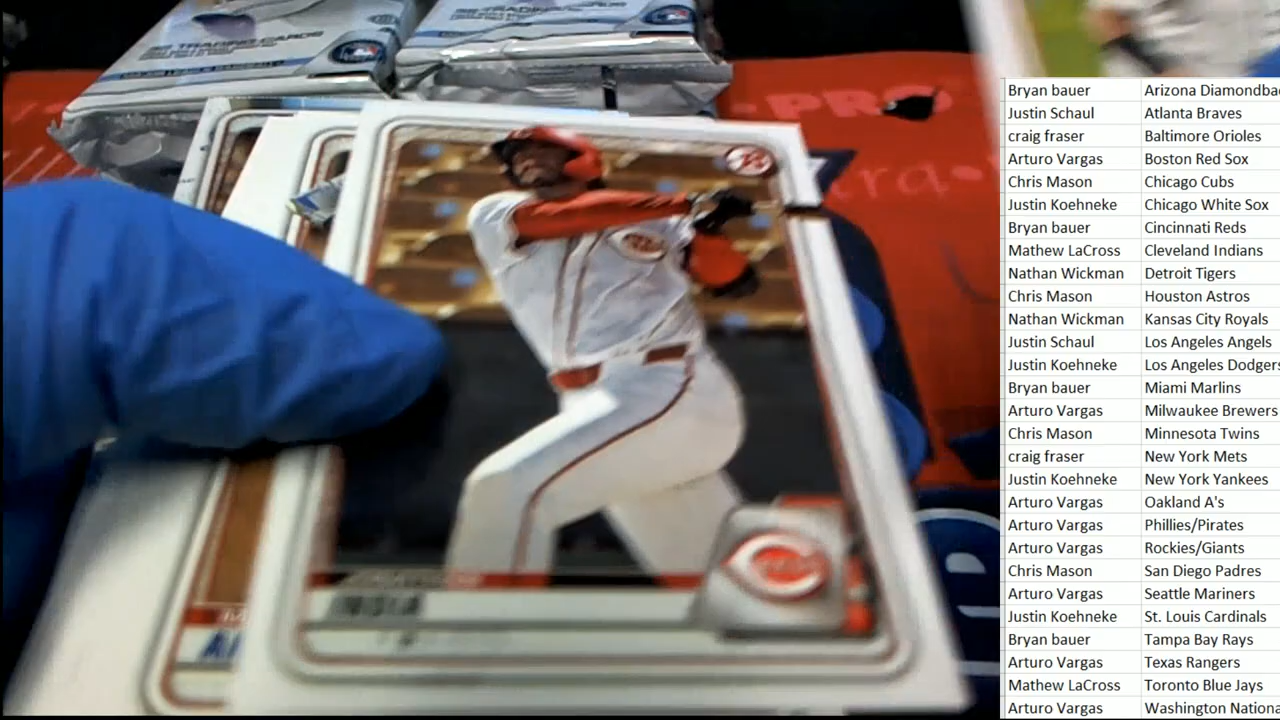 TRADING CARDS
TRADING CARDS
PRO
INDIA
Bryan bauer Arizona Diamondba
Justin Schaul Atlanta Braves
craig fraser Baltimore Orioles
Arturo Vargas Boston Red Sox
Chris Mason Chicago Cubs
Justin Koehneke Chicago White Sox
Bryan bauer Cincinnati Reds
Mathew LaCross Cleveland Indians
Nathan Wickman Detroit Tigers
Chris Mason Houston Astros
Nathan Wickman Kansas City Royals
Justin Schaul Los Angeles Angels
Justin Koehneke Los Angeles Dodgers
Bryan bauer Miami Marlins
Arturo Vargas Milwaukee Brewers
Chris Mason Minnesota Twins
craig fraser New York Mets
Justin Koehneke New York Yankees
Arturo Vargas Oakland A's
Arturo Vargas Phillies/Pirates
Arturo Vargas Rockies/Giants
Chris Mason San Diego Padres
Arturo Vargas Seattle Mariners
Justin Koehneke St. Louis Cardinals
Bryan bauer Tampa Bay Rays
Arturo Vargas Texas Rangers
Mathew LaCross Toronto Blue Jays
Arturo Vargas Washington Nationa